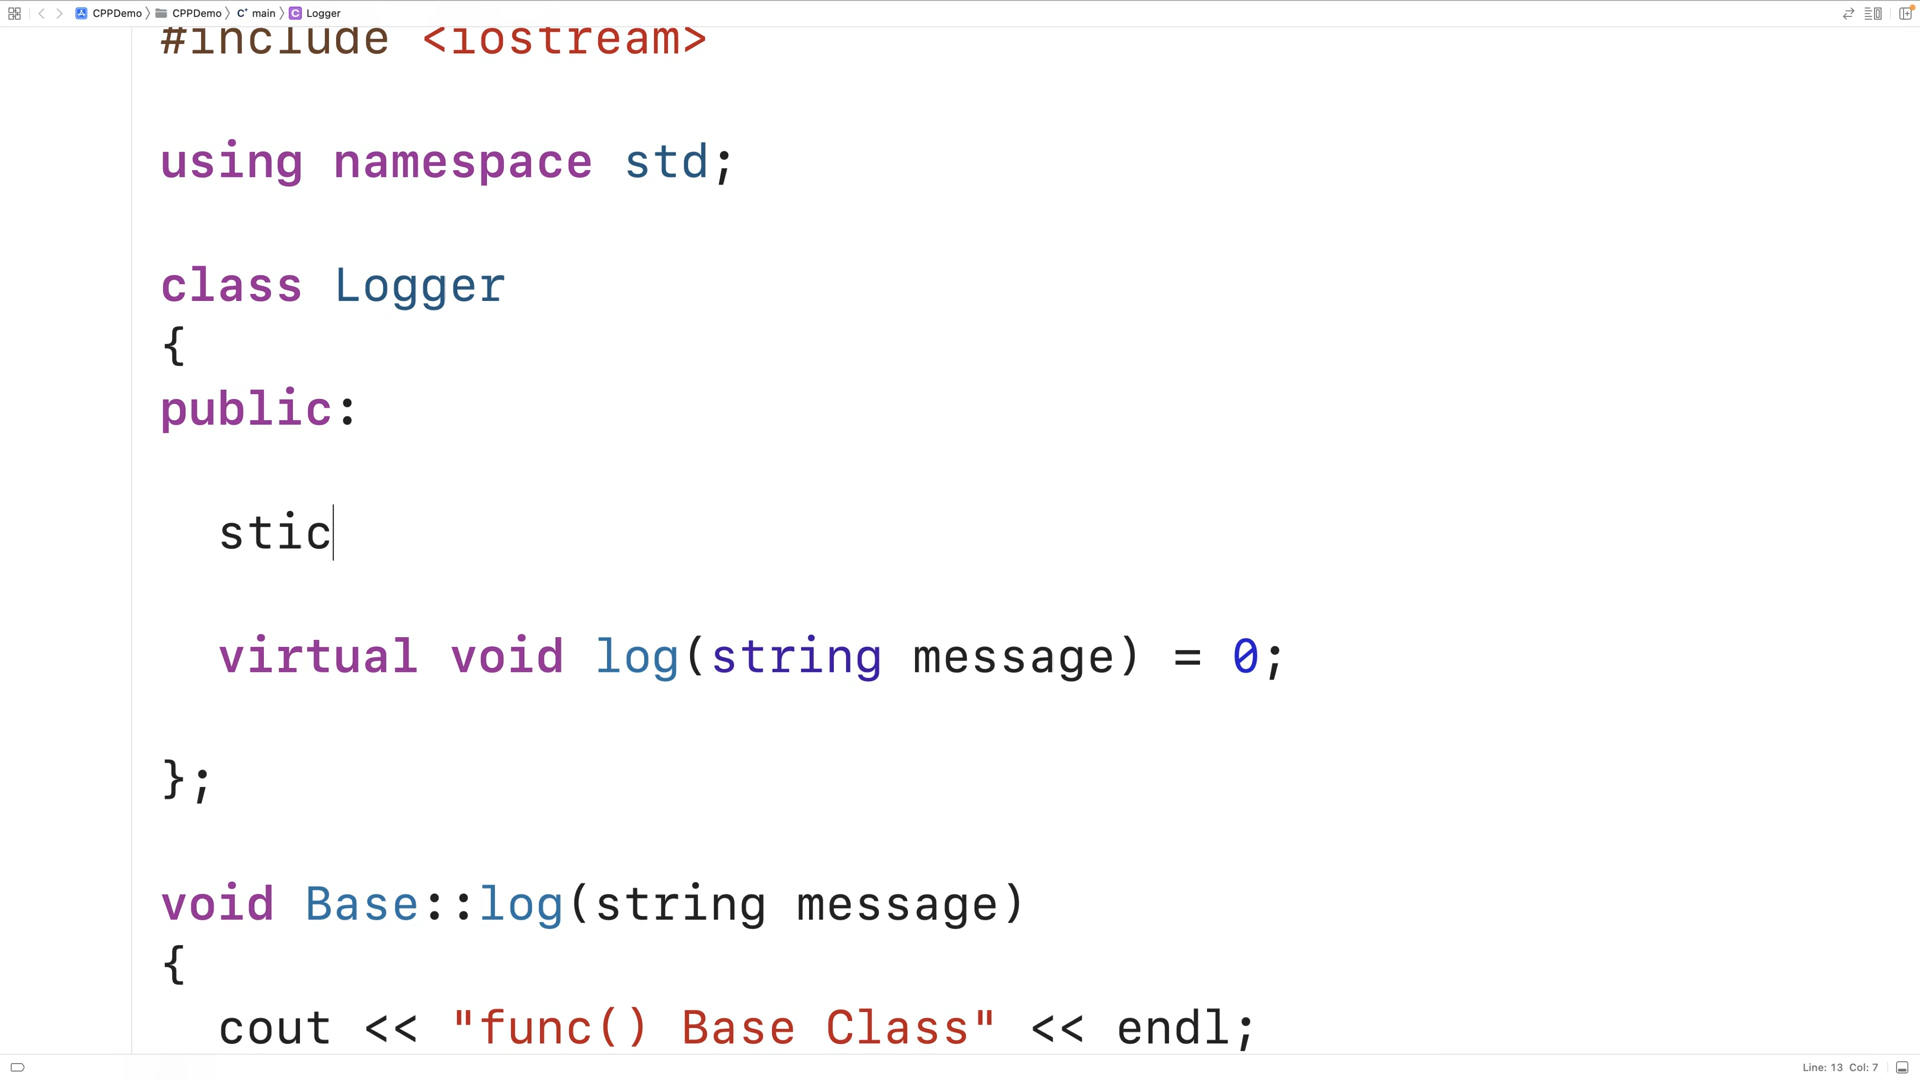 CPPDemo CPPDemo C+ main C Logger
#include <iostream>
using namespace std;
class Logger
{
public:
stic
virtual void log(string message) = 0;
};
void Base::log(string message)
{
cout << "func() Base Class" << endl;
Line: 13 Col: 7